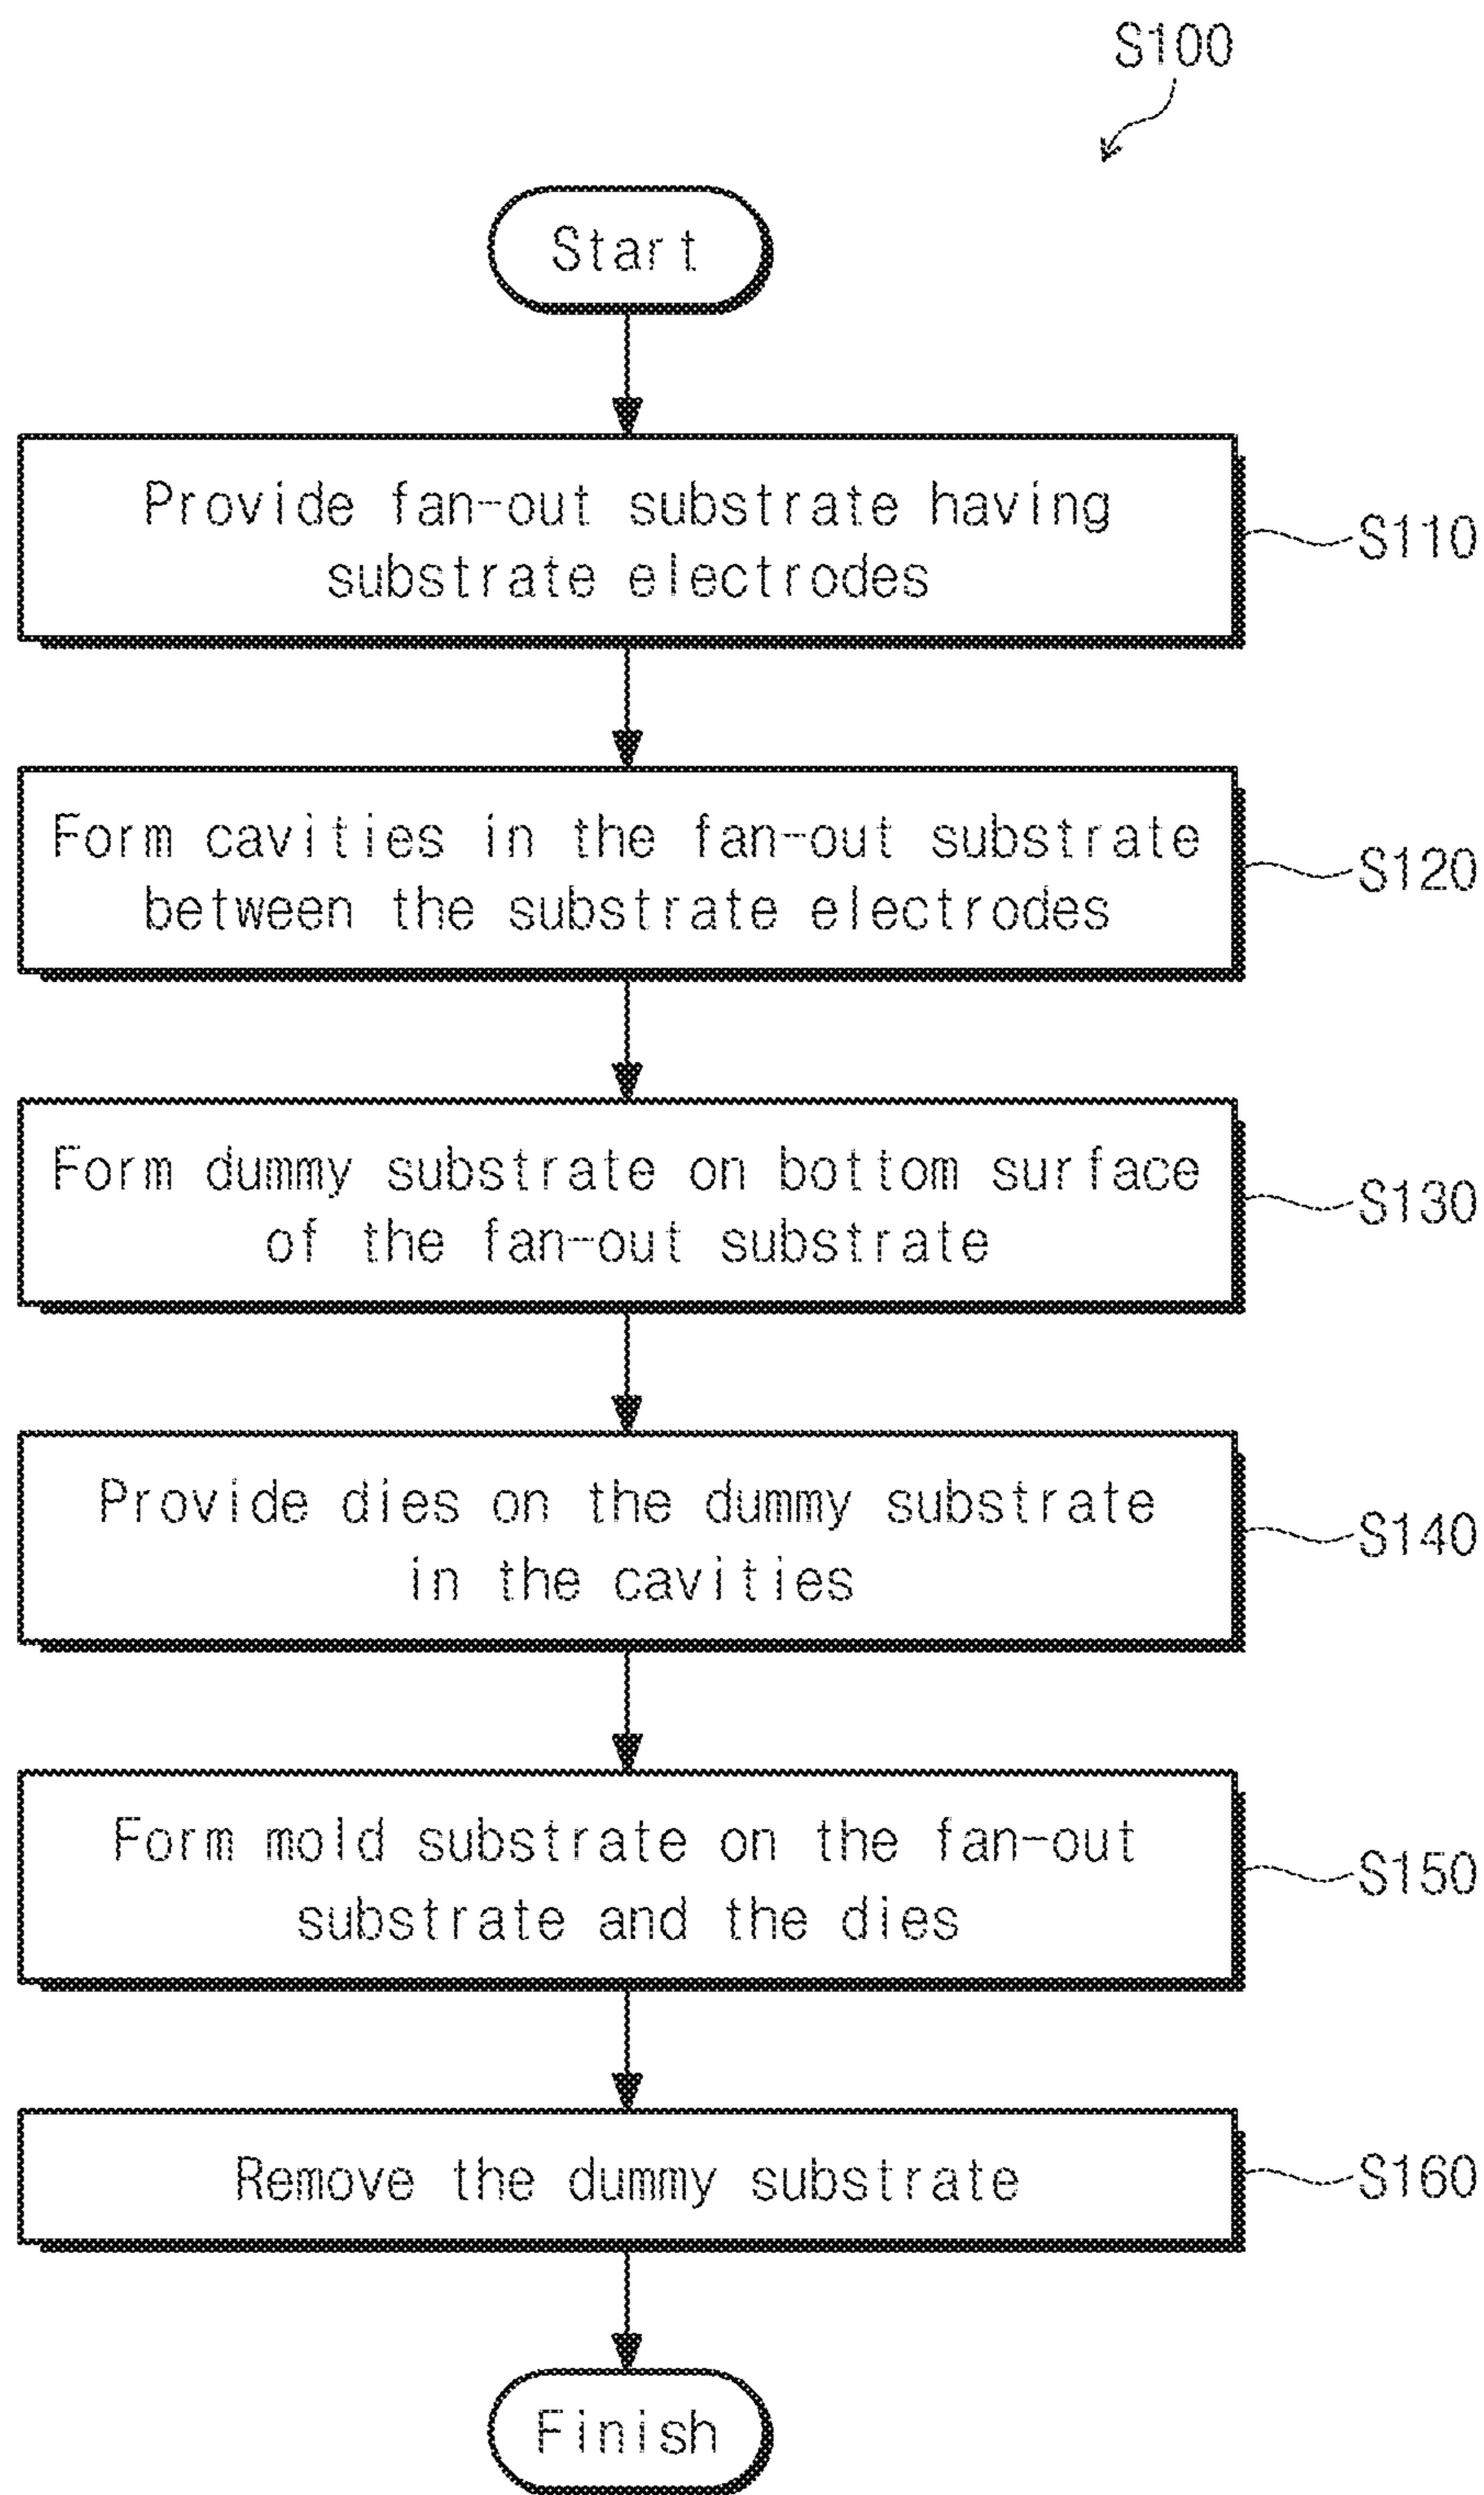 S100
Start
Provide fan-out substrate having
substrate electrodes
S110
Form cavities in the fan-out substrate
between the substrate electrodes
S120
Form dummy substrate on bottom surface
of the fan-out substrate
S130
Provide dies on the dummy substrate
in the cavities
S140
Form mold substrate on the fan-out
substrate and the dies
S150
Remove the dummy substrate
S160
Finish